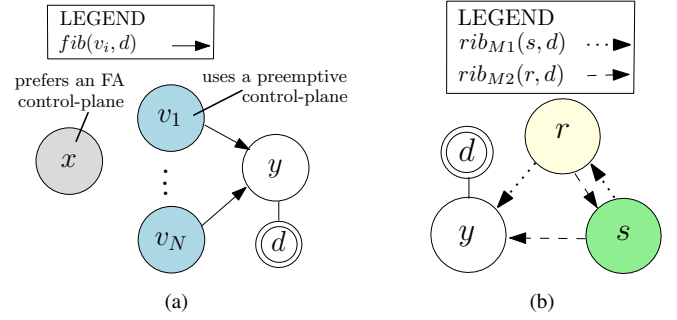 LEGEND
fib(v_i, d)
prefers an FA
control-plane
uses a preemptive
control-plane
v_1
x
y
⋮
v_N
d
(a)
LEGEND
rib_{M1}(s, d)
rib_{M2}(r, d)
r
d
y
s
(b)